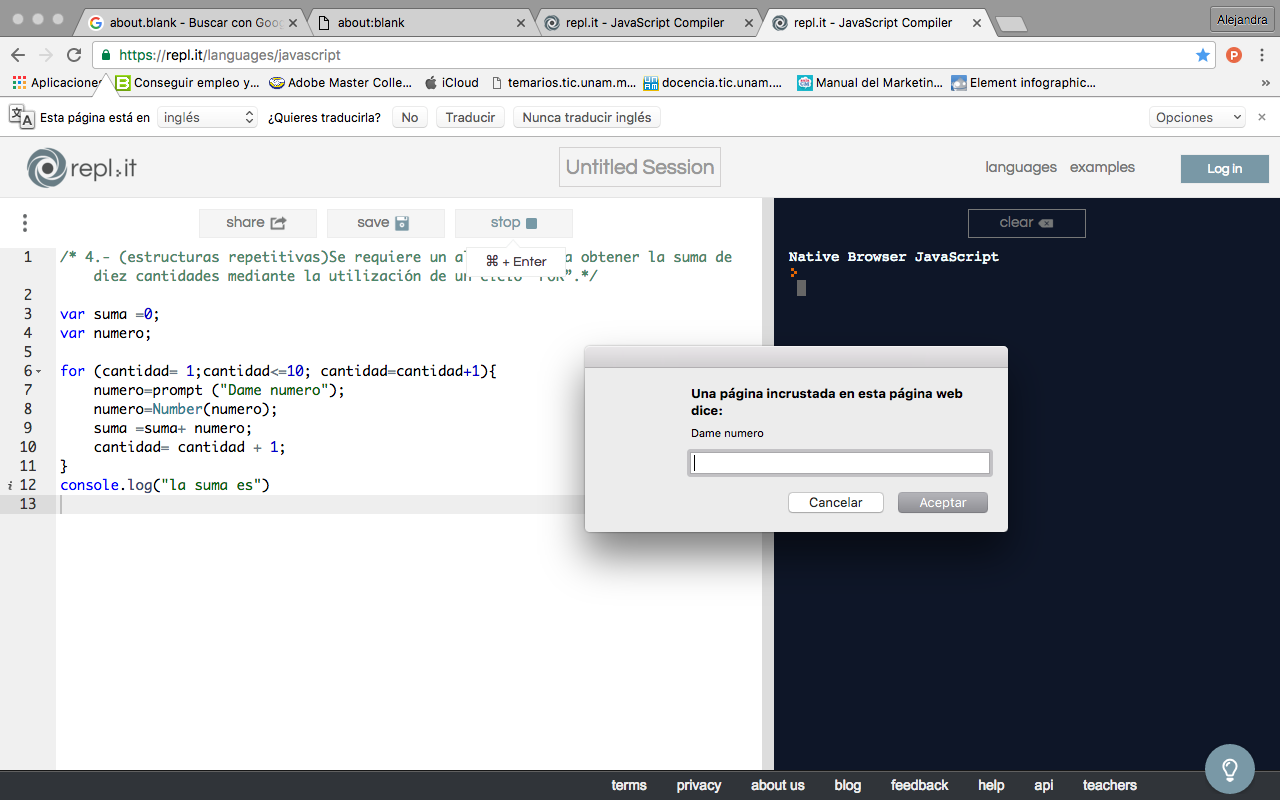 about.blank - Buscar con Goo
about:blank
repl.it - JavaScript Compiler
repl.it - JavaScript Compiler
Alejandra
https://repl.it/languages/javascript
P
Aplicaciones
Conseguir empleo y...
Adobe Master Colle...
iCloud
temarios.tic.unam.m...
docencia.tic.unam....
Manual del Marketin...
Element infographic...
»
Esta página está en
inglés
¿Quieres traducirla?
No
Traducir
Nunca traducir inglés
Opciones
repl.it
Untitled Session
languages
examples
Log in
share
save
stop
clear
⌘ + Enter
1 /* 4.- (estructuras repetitivas)Se requiere un a obtener la suma de
diez cantidades mediante la utilización de un
2
3 var suma =0;
4 var numero;
5
6 for (cantidad= 1;cantidad<=10; cantidad=cantidad+1){
7 numero=prompt ("Dame numero");
8 numero=Number(numero);
9 suma =suma+ numero;
10 cantidad= cantidad + 1;
11 }
i 12 console.log("la suma es")
13
Native Browser JavaScript
>
Una página incrustada en esta página web
dice:
Dame numero
Cancelar
Aceptar
terms
privacy
about us
blog
feedback
help
api
teachers